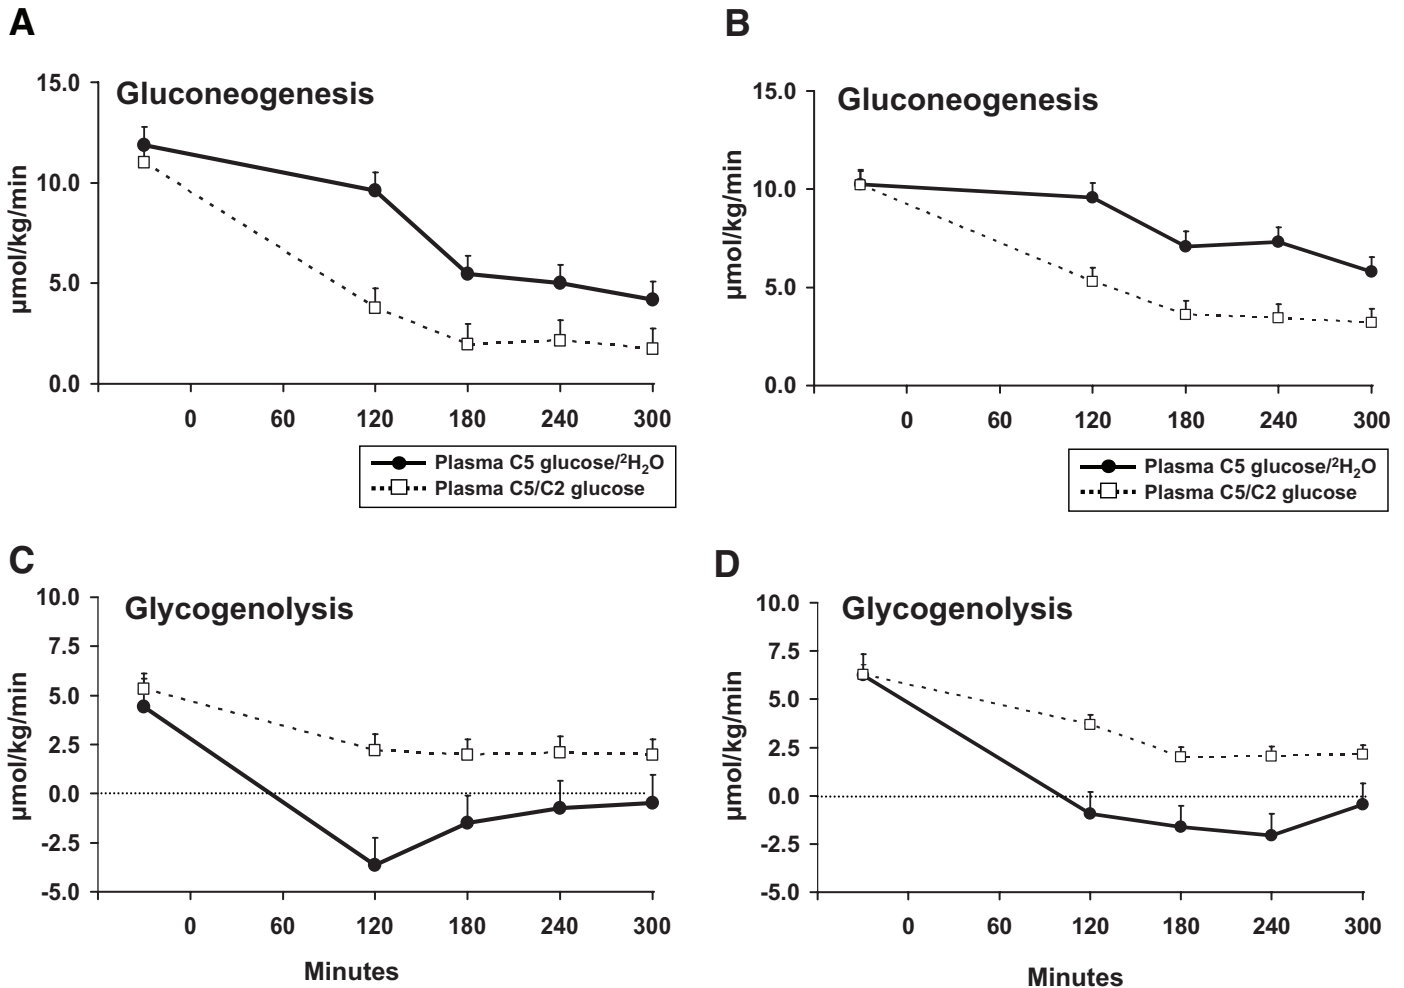 A
Gluconeogenesis
µmol/kg/min
15.0
10.0
5.0
0.0
0 60 120 180 240 300
Plasma C5 glucose/²H₂O
Plasma C5/C2 glucose
B
Gluconeogenesis
µmol/kg/min
15.0
10.0
5.0
0.0
0 60 120 180 240 300
Plasma C5 glucose/²H₂O
Plasma C5/C2 glucose
C
Glycogenolysis
µmol/kg/min
10.0
7.5
5.0
2.5
0.0
-2.5
-5.0
0 60 120 180 240 300
Minutes
D
Glycogenolysis
µmol/kg/min
10.0
7.5
5.0
2.5
0.0
-2.5
-5.0
0 60 120 180 240 300
Minutes